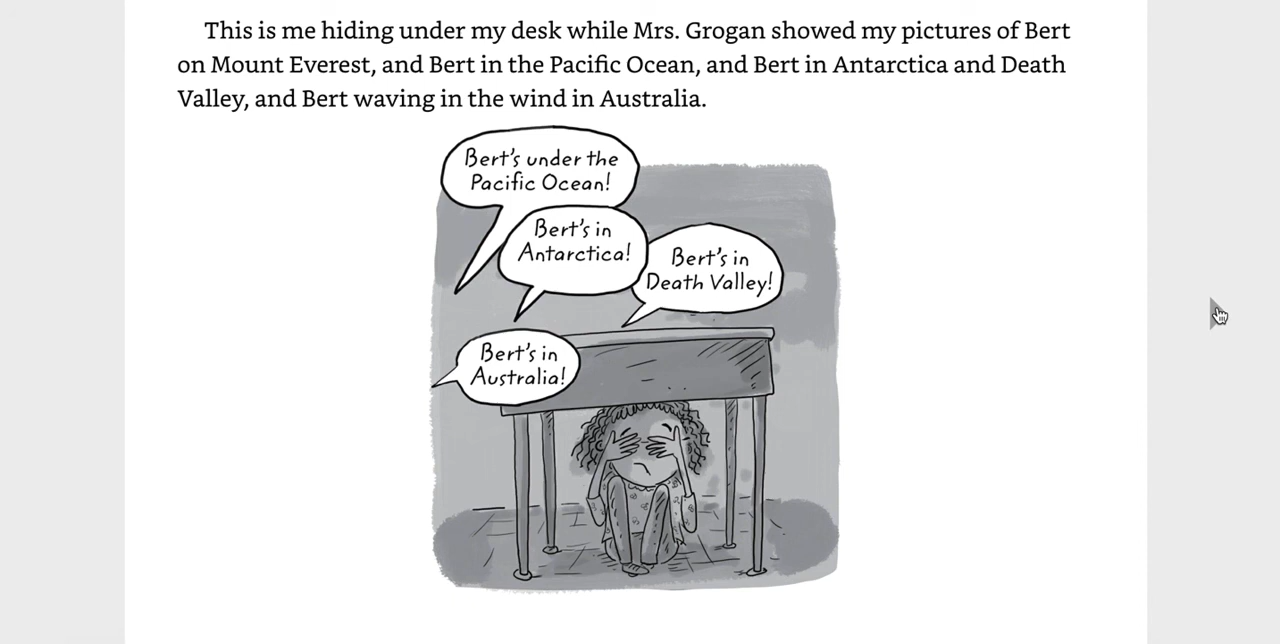 This is me hiding under my desk while Mrs. Grogan showed my pictures of Bert
on Mount Everest, and Bert in the Pacific Ocean, and Bert in Antarctica and Death
Valley, and Bert waving in the wind in Australia.
Bert's under the
Pacific Ocean!
Bert's in
Antarctica!
Bert's in
Death Valley!
Bert's in
Australia!